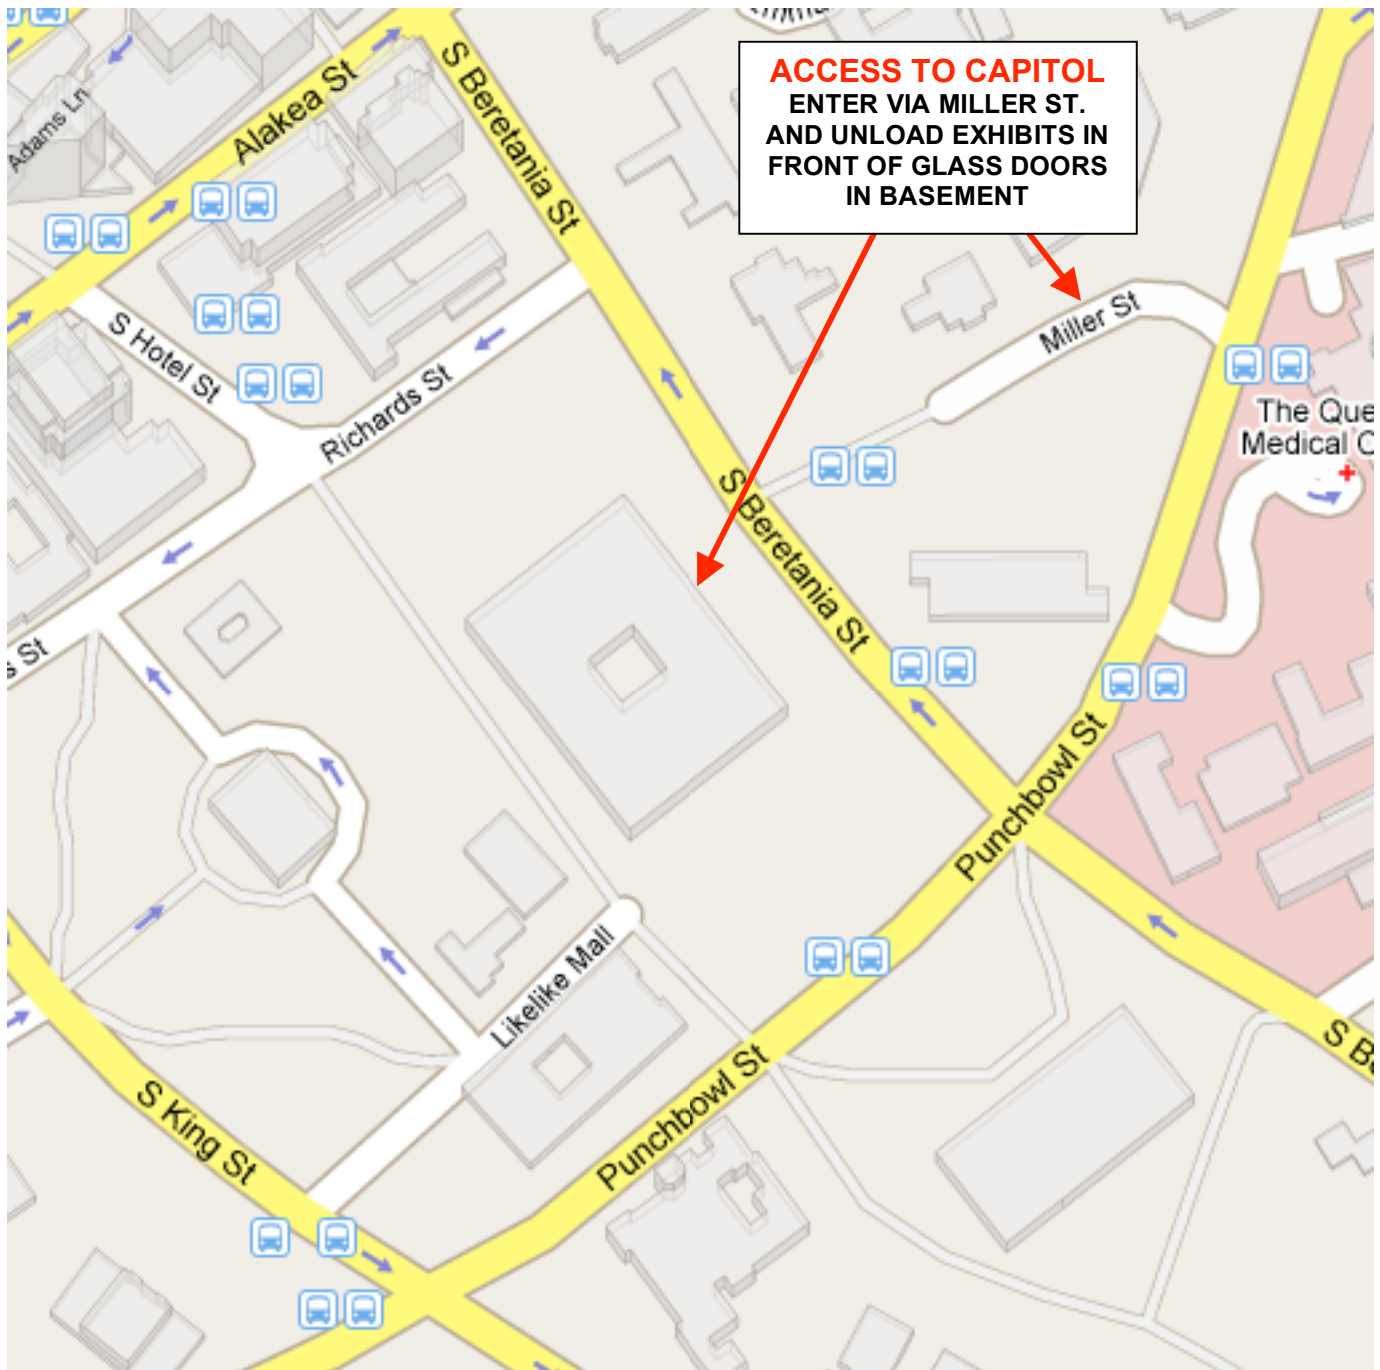 ACCESS TO CAPITOL
ENTER VIA MILLER ST.
AND UNLOAD EXHIBITS IN
FRONT OF GLASS DOORS
IN BASEMENT
S Beretania St
Alakea St
Adams Ln
S Hotel St
Richards St
Miller St
The Que
Medical C
S Beretania St
s St
Punchbowl St
Likelike Mall
S Be
Punchbowl St
S King St